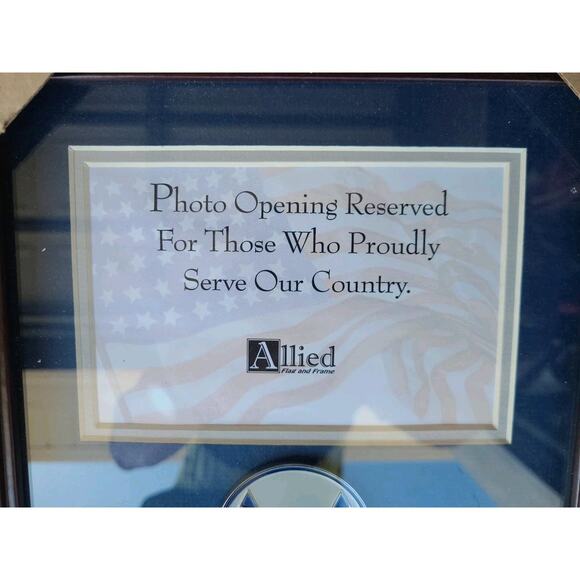 Photo Opening Reserved
For Those Who Proudly
Serve Our Country.
Allied
Flag and Frame